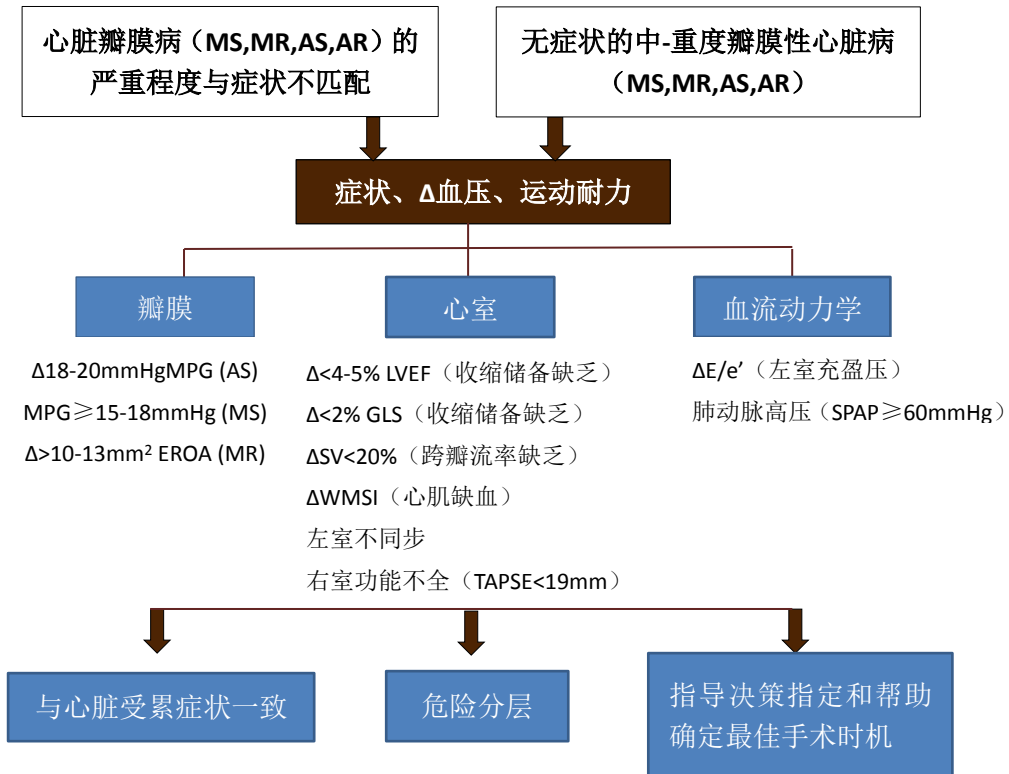 心脏瓣膜病（MS,MR,AS,AR）的
严重程度与症状不匹配
无症状的中-重度瓣膜性心脏病
（MS,MR,AS,AR）
症状、Δ血压、运动耐力
瓣膜
Δ18-20mmHgMPG (AS)
MPG≥15-18mmHg (MS)
Δ>10-13mm² EROA (MR)
心室
Δ<4-5% LVEF（收缩储备缺乏）
Δ<2% GLS（收缩储备缺乏）
ΔSV<20%（跨瓣流率缺乏）
ΔWMSI（心肌缺血）
左室不同步
右室功能不全（TAPSE<19mm）
血流动力学
ΔE/e’（左室充盈压）
肺动脉高压（SPAP≥60mmHg）
与心脏受累症状一致
危险分层
指导决策指定和帮助
确定最佳手术时机